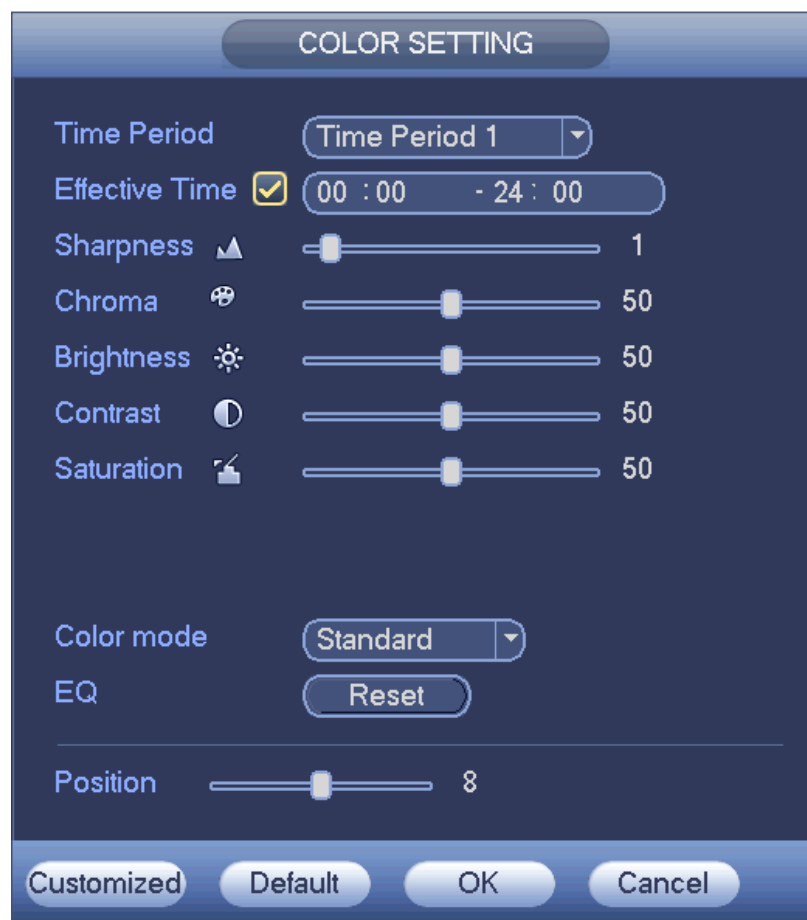 COLOR SETTING
Time Period Time Period 1
Effective Time 00 :00 - 24 : 00
Sharpness 1
Chroma 50
Brightness 50
Contrast 50
Saturation 50
Color mode Standard
EQ Reset
Position 8
Customized Default OK Cancel